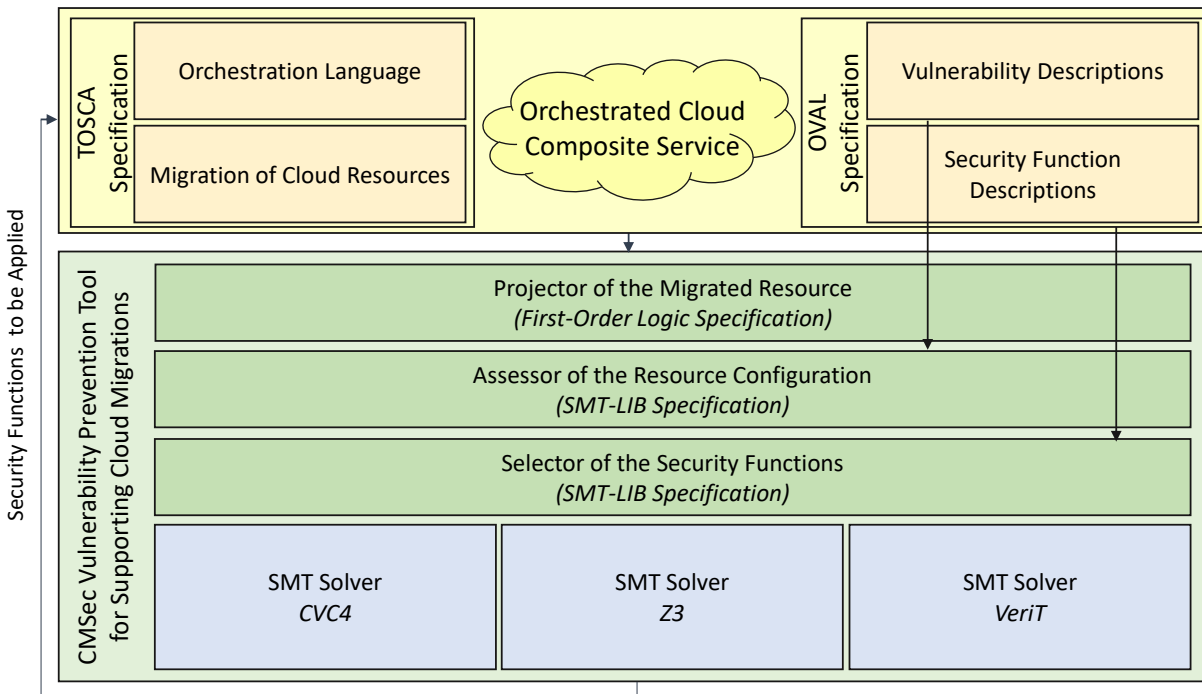 Security Functions  to be Applied
TOSCA
Specification
Orchestration Language
Migration of Cloud Resources
Orchestrated Cloud
Composite Service
OVAL
Specification
Vulnerability Descriptions
Security Function
Descriptions
CMSec Vulnerability Prevention Tool
for Supporting Cloud Migrations
Projector of the Migrated Resource
(First-Order Logic Specification)
Assessor of the Resource Configuration
(SMT-LIB Specification)
Selector of the Security Functions
(SMT-LIB Specification)
SMT Solver
CVC4
SMT Solver
Z3
SMT Solver
VeriT